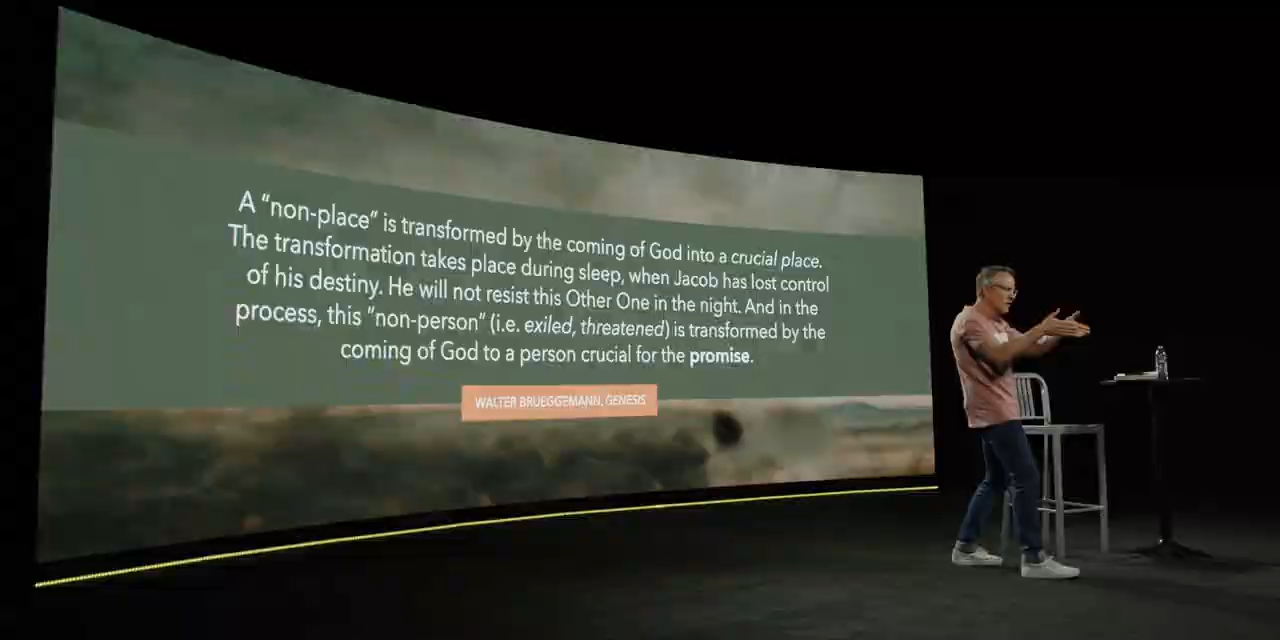 A “non-place” is transformed by the coming of God into a crucial place.
The transformation takes place during sleep, when Jacob has lost control
of his destiny. He will not resist this Other One in the night. And in the
process, this “non-person” (i.e. exiled, threatened) is transformed by the
coming of God to a person crucial for the promise.
WALTER BRUEGGEMANN, GENESIS